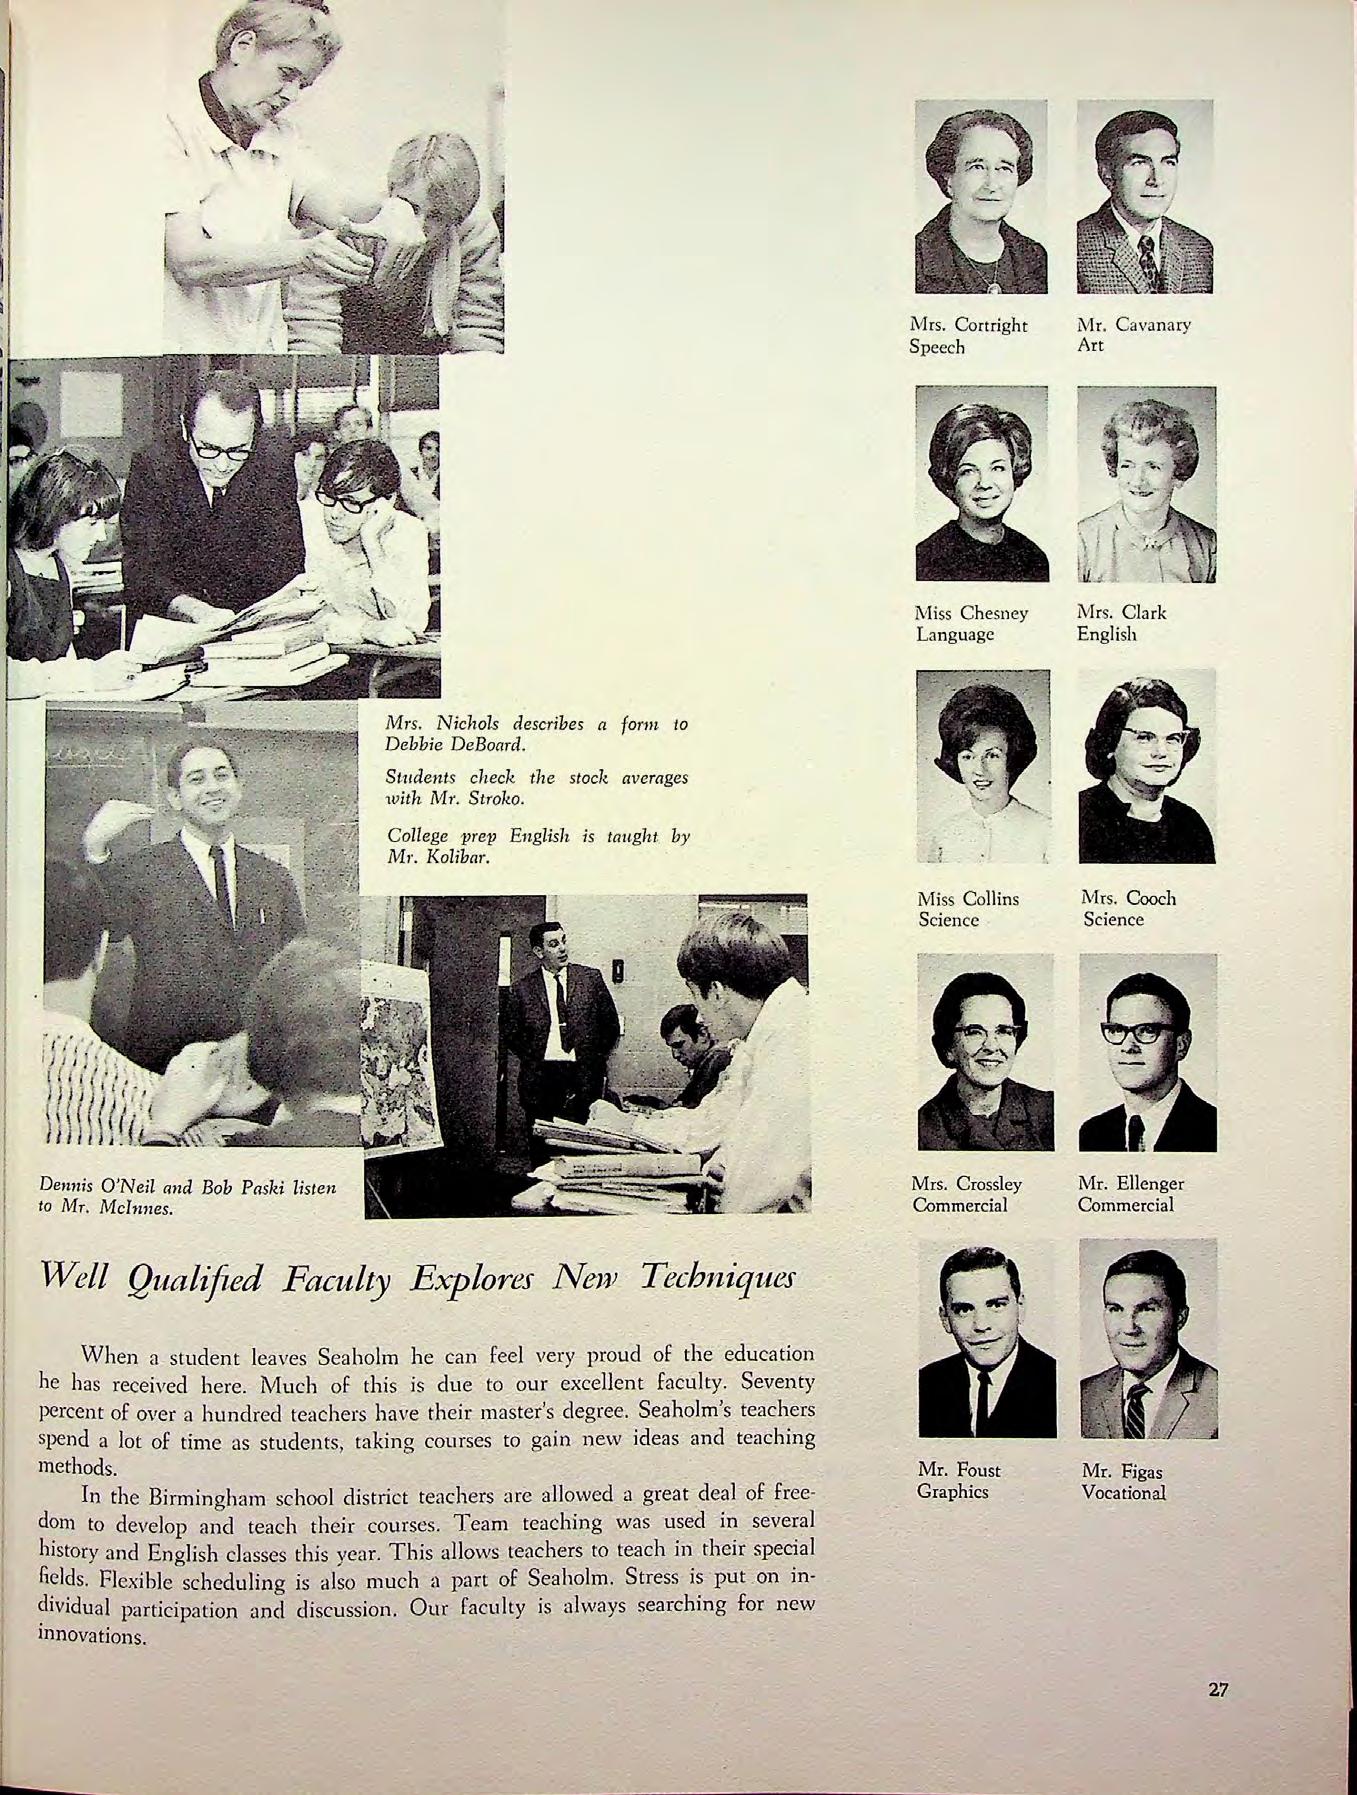 Mrs. Nichols describes a form to
Debbie DeBoard.
Students check the stock averages
with Mr. Stroko.
College prep English is taught by
Mr. Kolibar.
Dennis O'Neil and Bob Paski listen
to Mr. McInnes.
Well Qualified Faculty Explores New Techniques
When a student leaves Seaholm he can feel very proud of the education
he has received here. Much of this is due to our excellent faculty. Seventy
percent of over a hundred teachers have their master's degree. Seaholm's teachers
spend a lot of time as students, taking courses to gain new ideas and teaching
methods.
In the Birmingham school district teachers are allowed a great deal of free-
dom to develop and teach their courses. Team teaching was used in several
history and English classes this year. This allows teachers to teach in their special
fields. Flexible scheduling is also much a part of Seaholm. Stress is put on in-
dividual participation and discussion. Our faculty is always searching for new
innovations.
Mrs. Cortright
Speech
Mr. Cavanary
Art
Miss Chesney
Language
Mrs. Clark
English
Miss Collins
Science
Mrs. Cooch
Science
Mrs. Crossley
Commercial
Mr. Ellenger
Commercial
Mr. Foust
Graphics
Mr. Figas
Vocational
27